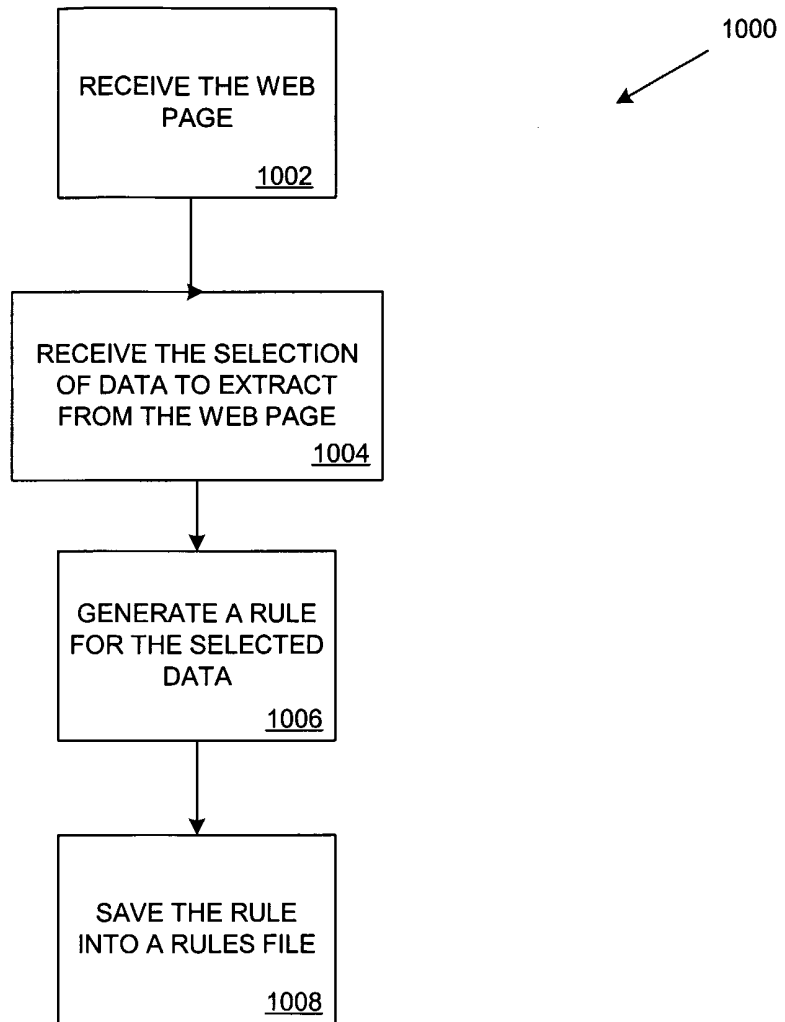 1000
RECEIVE THE WEB
PAGE
1002
RECEIVE THE SELECTION
OF DATA TO EXTRACT
FROM THE WEB PAGE
1004
GENERATE A RULE
FOR THE SELECTED
DATA
1006
SAVE THE RULE
INTO A RULES FILE
1008